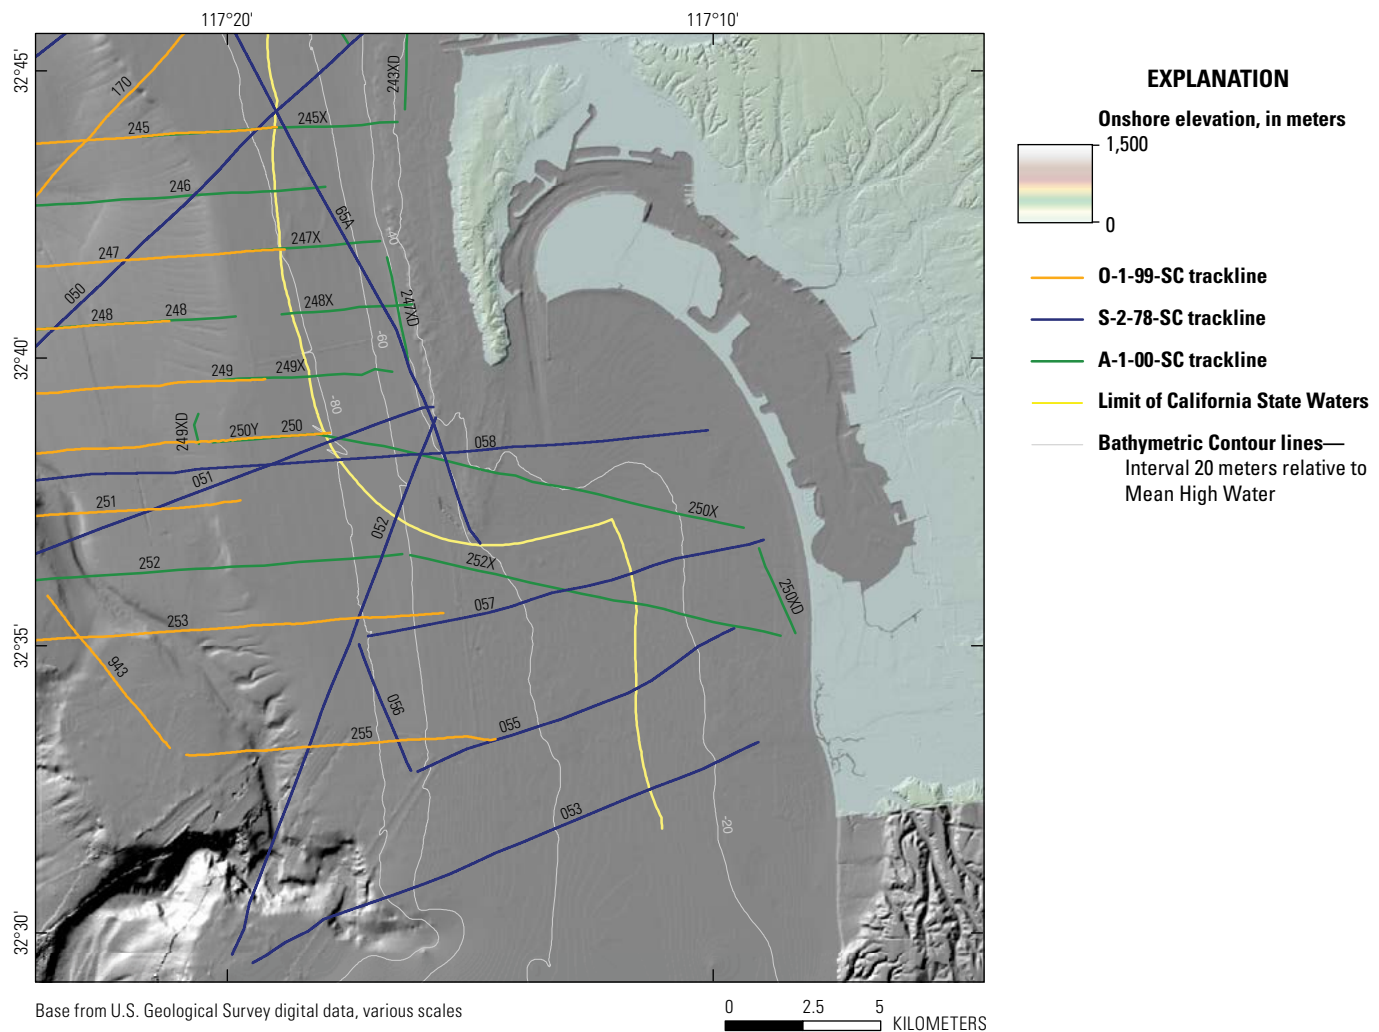 117°20'
117°10'
32°45'
32°40'
32°35'
32°30'
170
245
245X
243XD
246
65A
-40
247
247X
050
248
248
248X
247XD
-60
249
249X
-80
249XD
250Y
250
058
051
251
052
250X
252
252X
250XD
057
253
943
056
255
055
053
-20
EXPLANATION
Onshore elevation, in meters
1,500
0
O-1-99-SC trackline
S-2-78-SC trackline
A-1-00-SC trackline
Limit of California State Waters
Bathymetric Contour lines—
Interval 20 meters relative to
Mean High Water
Base from U.S. Geological Survey digital data, various scales
0 2.5 5
KILOMETERS